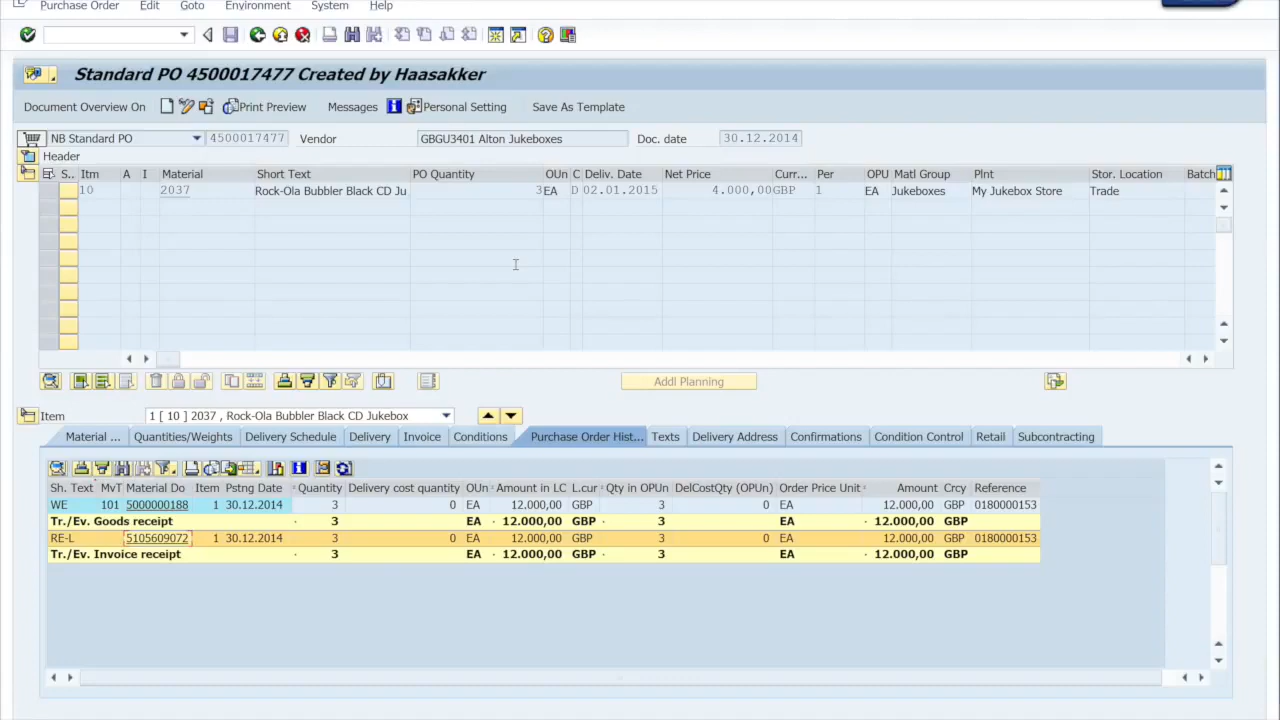 Purchase Order Edit Goto Environment System Help
Standard PO 4500017477 Created by Haasakker
Document Overview On Print Preview Messages Personal Setting Save As Template
NB Standard PO 4500017477 Vendor GBGU3401 Alton Jukeboxes Doc. date 30.12.2014
Header
S.. Itm A I Material Short Text PO Quantity OUn C Deliv. Date Net Price Curr... Per OPU Matl Group Plnt Stor. Location Batch
10 2037 Rock-Ola Bubbler Black CD Ju 3 EA D 02.01.2015 4.000,00 GBP 1 EA Jukeboxes My Jukebox Store Trade
Addl Planning
Item 1 [ 10 ] 2037 , Rock-Ola Bubbler Black CD Jukebox
Material ... Quantities/Weights Delivery Schedule Delivery Invoice Conditions Purchase Order Hist... Texts Delivery Address Confirmations Condition Control Retail Subcontracting
Sh. Text MvT Material Do Item Pstng Date Quantity Delivery cost quantity OUn Amount in LC L.cur Qty in OPUn DelCostQty (OPUn) Order Price Unit Amount Crcy Reference
WE 101 5000000188 1 30.12.2014 3 0 EA 12.000,00 GBP 3 0 EA 12.000,00 GBP 0180000153
Tr./Ev. Goods receipt 3 EA 12.000,00 GBP 3 EA 12.000,00 GBP
RE-L 5105609072 1 30.12.2014 3 0 EA 12.000,00 GBP 3 0 EA 12.000,00 GBP 0180000153
Tr./Ev. Invoice receipt 3 EA 12.000,00 GBP 3 EA 12.000,00 GBP